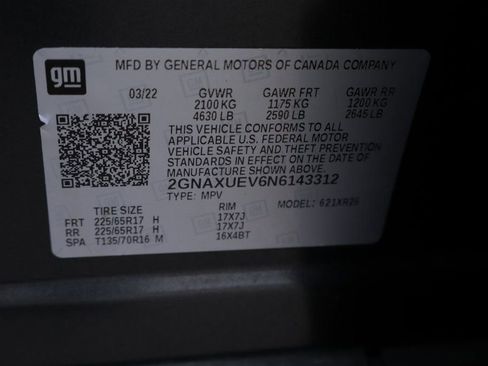 gm
MFD BY GENERAL MOTORS OF CANADA COMPANY
03/22 GVWR GAWR FRT GAWR RR
2100 KG 1175 KG 1200 KG
4630 LB 2590 LB 2645 LB
THIS VEHICLE CONFORMS TO ALL
APPLICABLE U.S. FEDERAL MOTOR
VEHICLE SAFETY AND THEFT PREVENTION
STANDARDS IN EFFECT ON THE DATE OF
MANUFACTURE SHOWN ABOVE.
2GNAXUEV6N6143312
TYPE: MPV MODEL: 621XR26
TIRE SIZE RIM
FRT 225/65R17 H 17X7J
RR 225/65R17 H 17X7J
SPA T135/70R16 M 16X4BT